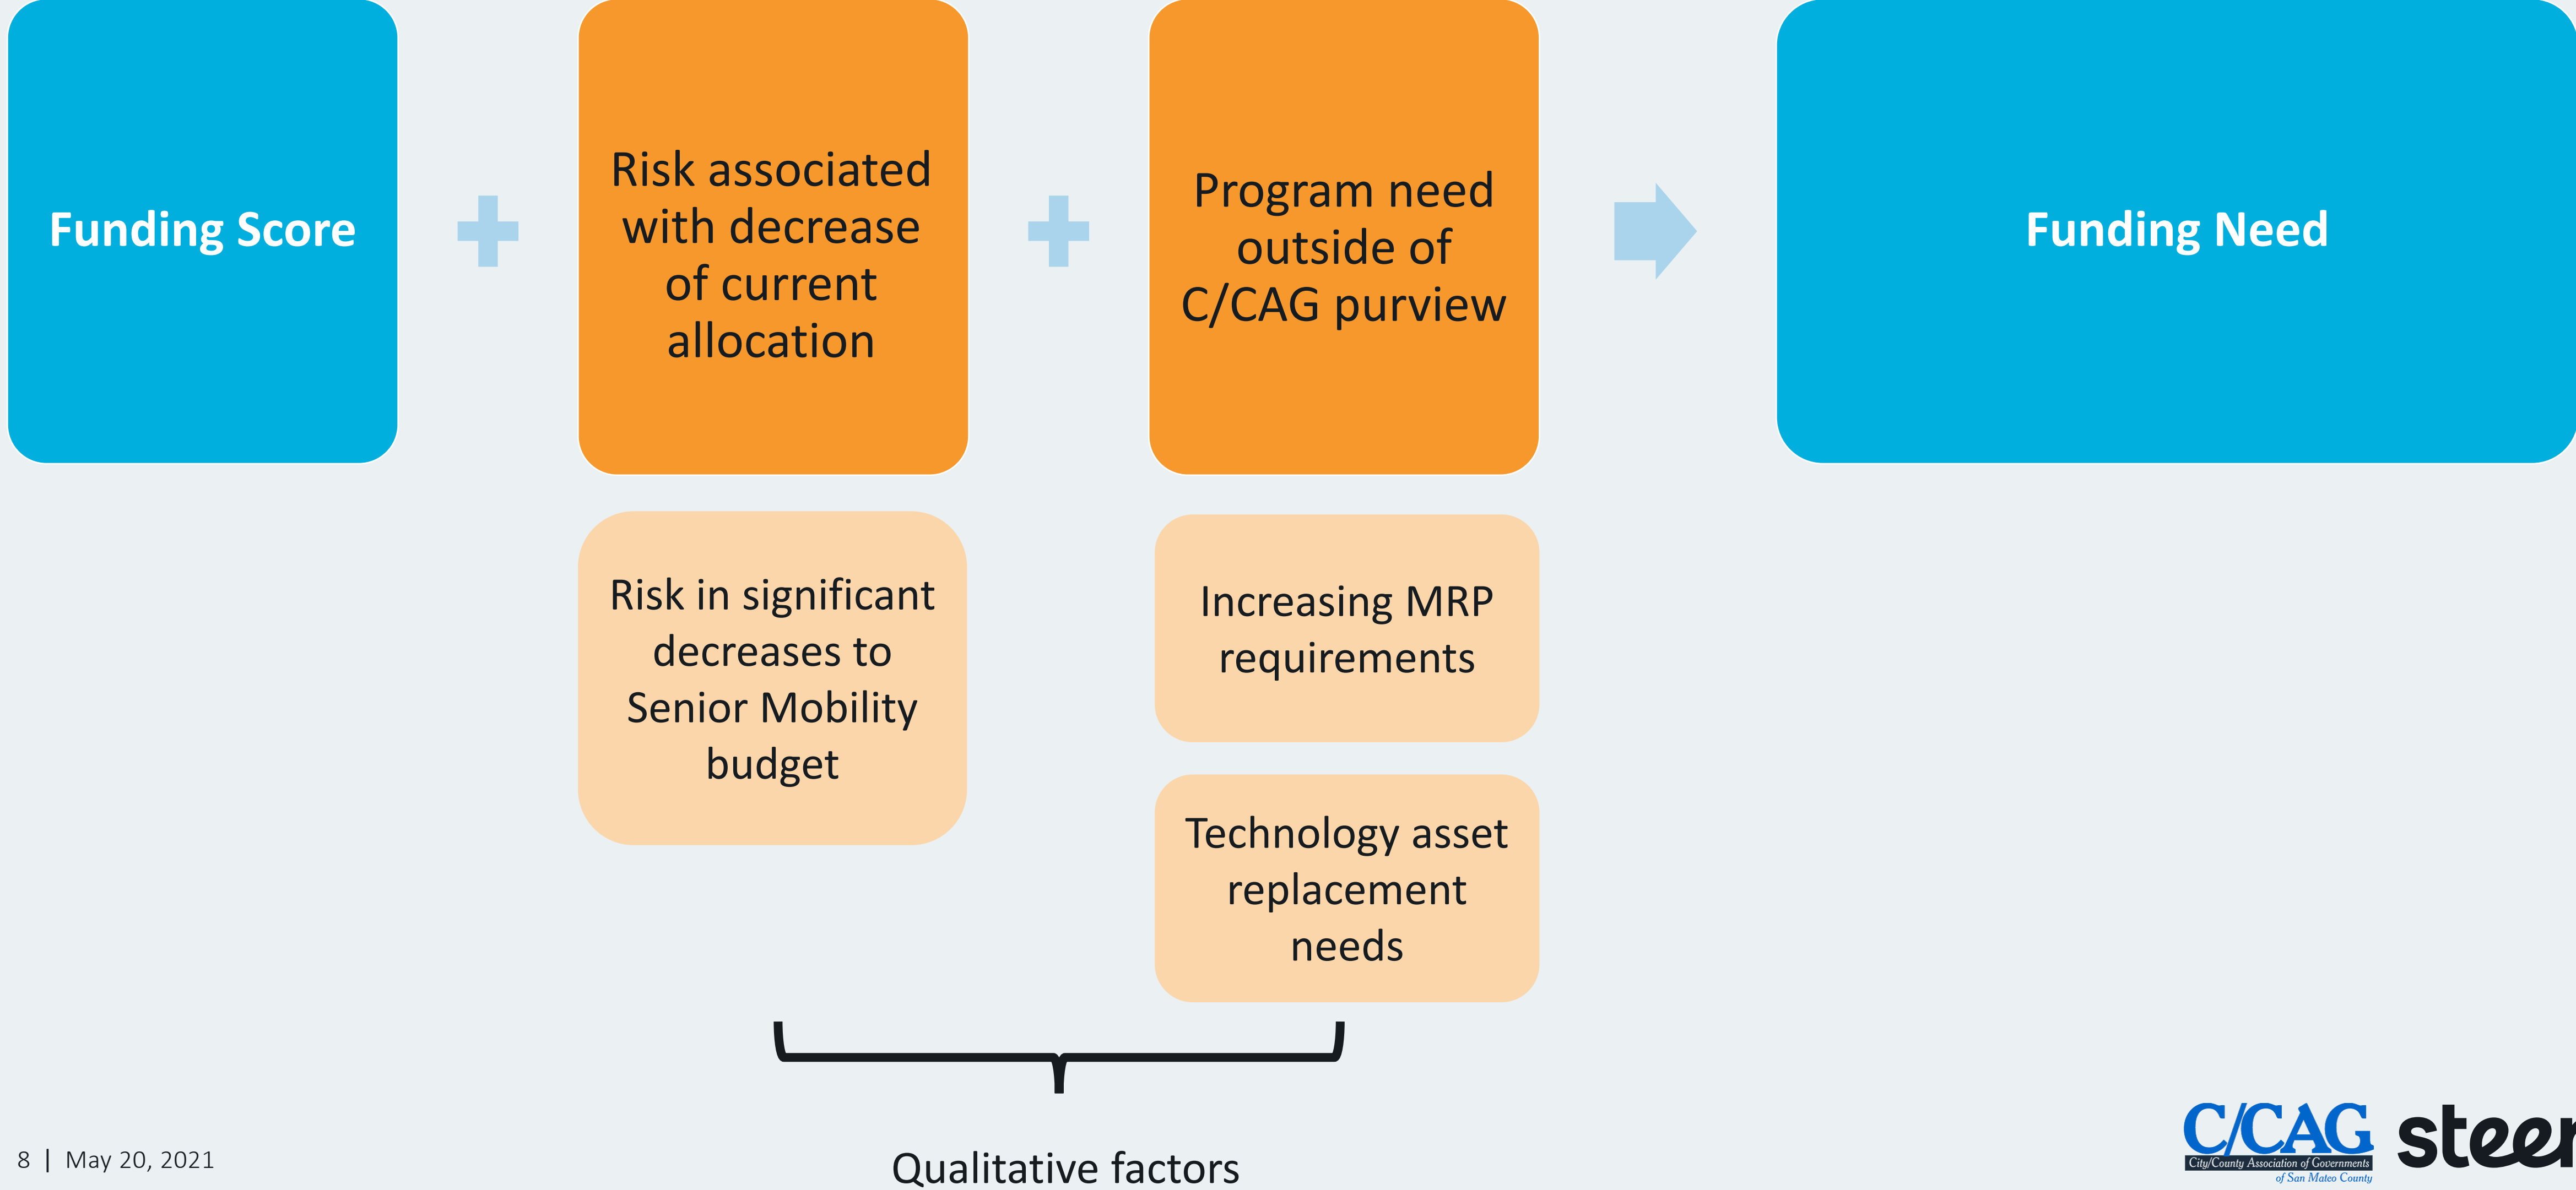 Funding Score
Risk associated
with decrease
of current
allocation
Program need
outside of
C/CAG purview
Funding Need
Risk in significant
decreases to
Senior Mobility
budget
Increasing MRP
requirements
Technology asset
replacement
needs
Qualitative factors
8 | May 20, 2021
C/CAG
City/County Association of Governments
of San Mateo County
steer